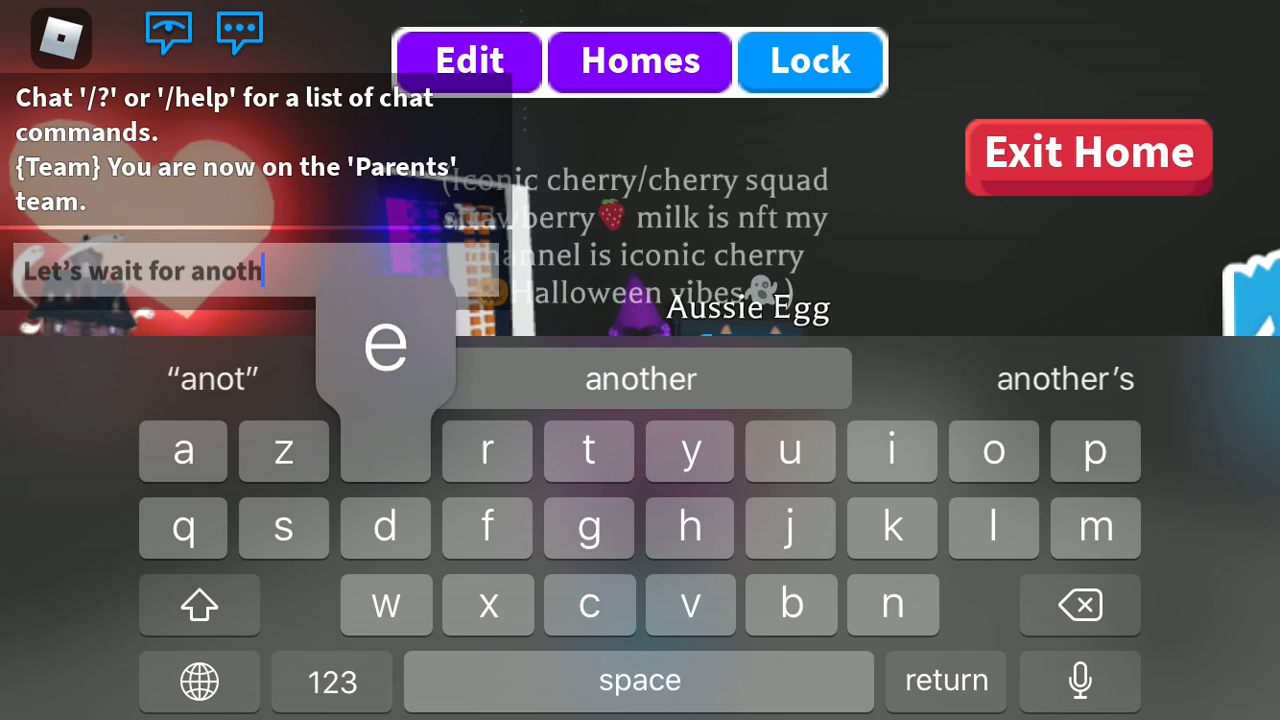 Edit Homes Lock
Chat '/?' or '/help' for a list of chat
commands.
{Team} You are now on the 'Parents'
team.
Exit Home
(Iconic cherry/cherry squad
strawberry🍓 milk is nft my
channel is iconic cherry
🎃Halloween vibes👻)
Let’s wait for anoth
Aussie Egg
e
“anot” another another’s
a z r t y u i o p
q s d f g h j k l m
w x c v b n
123 space return